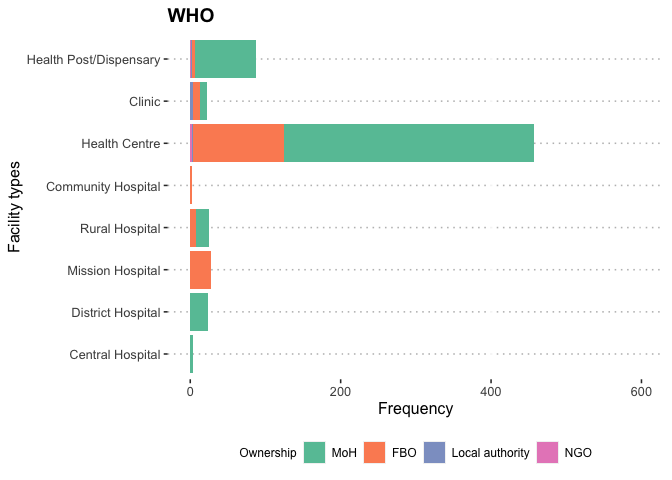 WHO
Health Post/Dispensary
Clinic
Health Centre
Community Hospital
Rural Hospital
Mission Hospital
District Hospital
Central Hospital
Facility types
0 200 400 600
Frequency
Ownership MoH FBO Local authority NGO